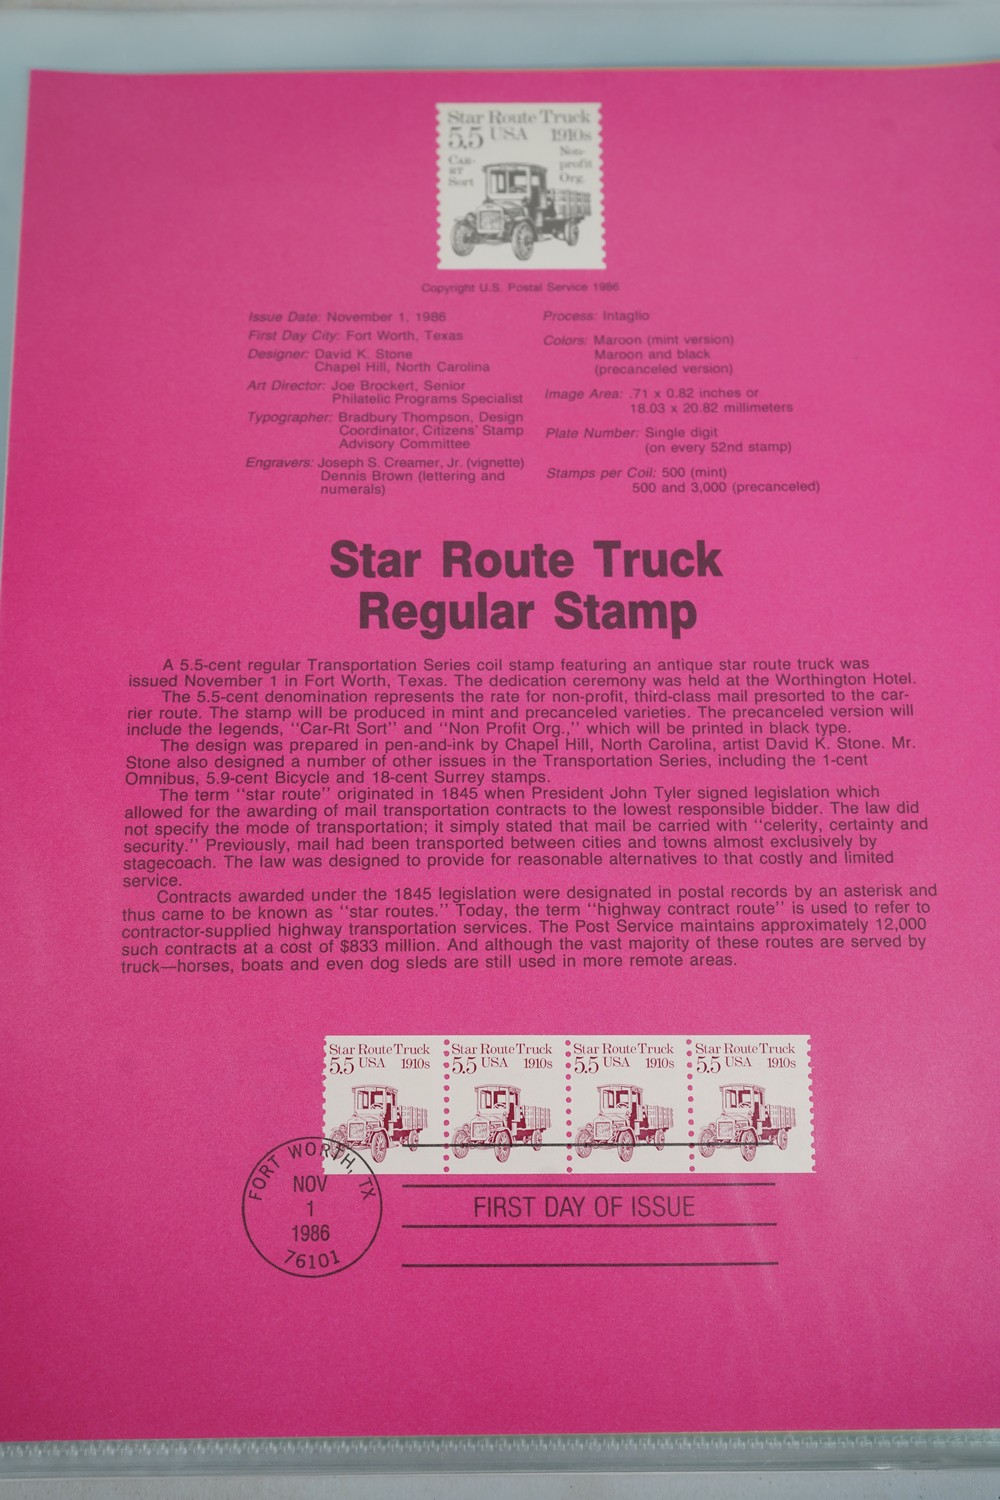 Star Route Truck
5.5 USA 1910s
Car-
RT
Sort
Non-
profit
Org.
Copyright U.S. Postal Service 1986
Issue Date: November 1, 1986
First Day City: Fort Worth, Texas
Designer: David K. Stone
Chapel Hill, North Carolina
Art Director: Joe Brockert, Senior
Philatelic Programs Specialist
Typographer: Bradbury Thompson, Design
Coordinator, Citizens' Stamp
Advisory Committee
Engravers: Joseph S. Creamer, Jr. (vignette)
Dennis Brown (lettering and
numerals)
Process: Intaglio
Colors: Maroon (mint version)
Maroon and black
(precanceled version)
Image Area: .71 x 0.82 inches or
18.03 x 20.82 millimeters
Plate Number: Single digit
(on every 52nd stamp)
Stamps per Coil: 500 (mint)
500 and 3,000 (precanceled)
Star Route Truck
Regular Stamp
A 5.5-cent regular Transportation Series coil stamp featuring an antique star route truck was
issued November 1 in Fort Worth, Texas. The dedication ceremony was held at the Worthington Hotel.
The 5.5-cent denomination represents the rate for non-profit, third-class mail presorted to the car-
rier route. The stamp will be produced in mint and precanceled varieties. The precanceled version will
include the legends, "Car-Rt Sort" and "Non Profit Org.," which will be printed in black type.
The design was prepared in pen-and-ink by Chapel Hill, North Carolina, artist David K. Stone. Mr.
Stone also designed a number of other issues in the Transportation Series, including the 1-cent
Omnibus, 5.9-cent Bicycle and 18-cent Surrey stamps.
The term "star route" originated in 1845 when President John Tyler signed legislation which
allowed for the awarding of mail transportation contracts to the lowest responsible bidder. The law did
not specify the mode of transportation; it simply stated that mail be carried with "celerity, certainty and
security." Previously, mail had been transported between cities and towns almost exclusively by
stagecoach. The law was designed to provide for reasonable alternatives to that costly and limited
service.
Contracts awarded under the 1845 legislation were designated in postal records by an asterisk and
thus came to be known as "star routes." Today, the term "highway contract route" is used to refer to
contractor-supplied highway transportation services. The Post Service maintains approximately 12,000
such contracts at a cost of $833 million. And although the vast majority of these routes are served by
truck—horses, boats and even dog sleds are still used in more remote areas.
Star Route Truck Star Route Truck Star Route Truck Star Route Truck
5.5 USA 1910s 5.5 USA 1910s 5.5 USA 1910s 5.5 USA 1910s
FORT WORTH, TX
NOV
1
1986
76101
FIRST DAY OF ISSUE